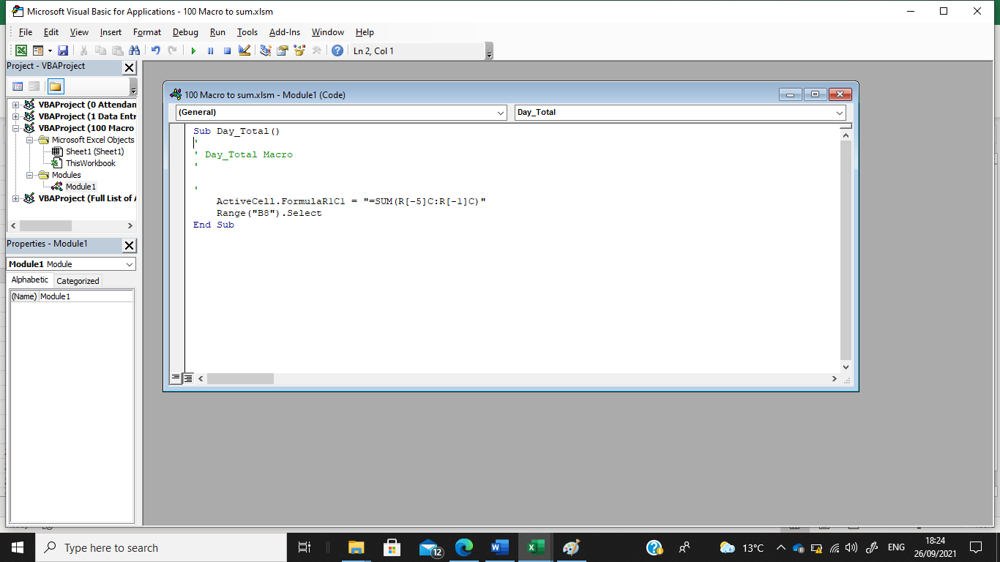 Microsoft Visual Basic for Applications - 100 Macro to sum.xlsm
File Edit View Insert Format Debug Run Tools Add-Ins Window Help
Ln 2, Col 1
Project - VBAProject
VBAProject (0 Attendan
VBAProject (1 Data Entr
VBAProject (100 Macro
Microsoft Excel Objects
Sheet1 (Sheet1)
ThisWorkbook
Modules
Module1
VBAProject (Full List of A
Properties - Module1
Module1 Module
Alphabetic Categorized
(Name) Module1
100 Macro to sum.xlsm - Module1 (Code)
(General) Day_Total
Sub Day_Total()
'
' Day_Total Macro
'
'
ActiveCell.FormulaR1C1 = "=SUM(R[-5]C:R[-1]C)"
Range("B8").Select
End Sub
Type here to search
12
13°C
ENG
18:24
26/09/2021